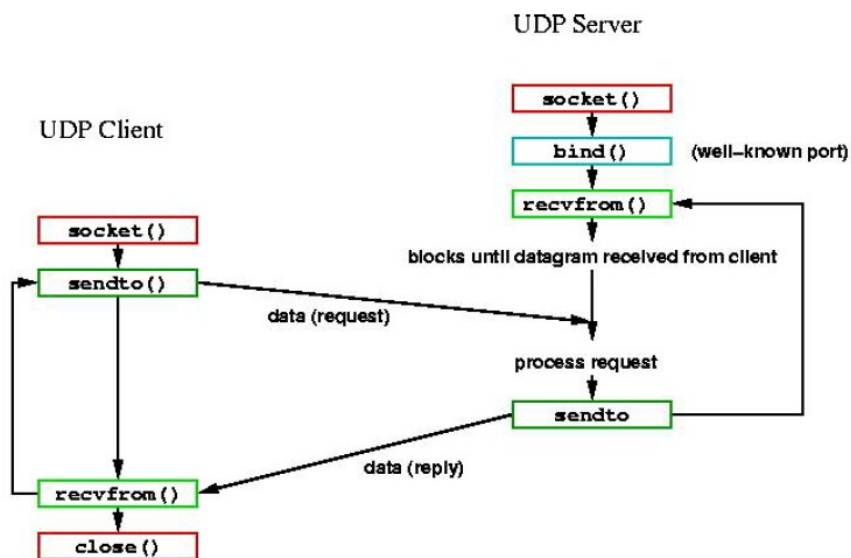 UDP Server
socket()
UDP Client
bind()
(well-known port)
recvfrom()
socket()
blocks until datagram received from client
sendto()
data (request)
process request
sendto
data (reply)
recvfrom()
close()